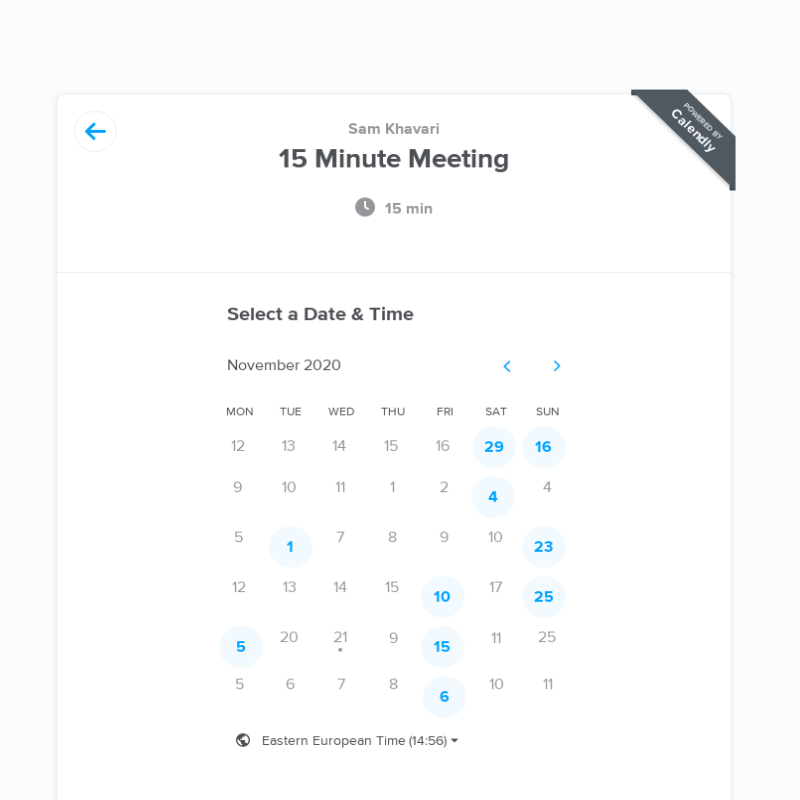 POWERED BY
Calendly
Sam Khavari
15 Minute Meeting
15 min
Select a Date & Time
November 2020
MON TUE WED THU FRI SAT SUN
12 13 14 15 16 29 16
9 10 11 1 2 4 4
5 1 7 8 9 10 23
12 13 14 15 10 17 25
5 20 21 9 15 11 25
5 6 7 8 6 10 11
Eastern European Time (14:56)